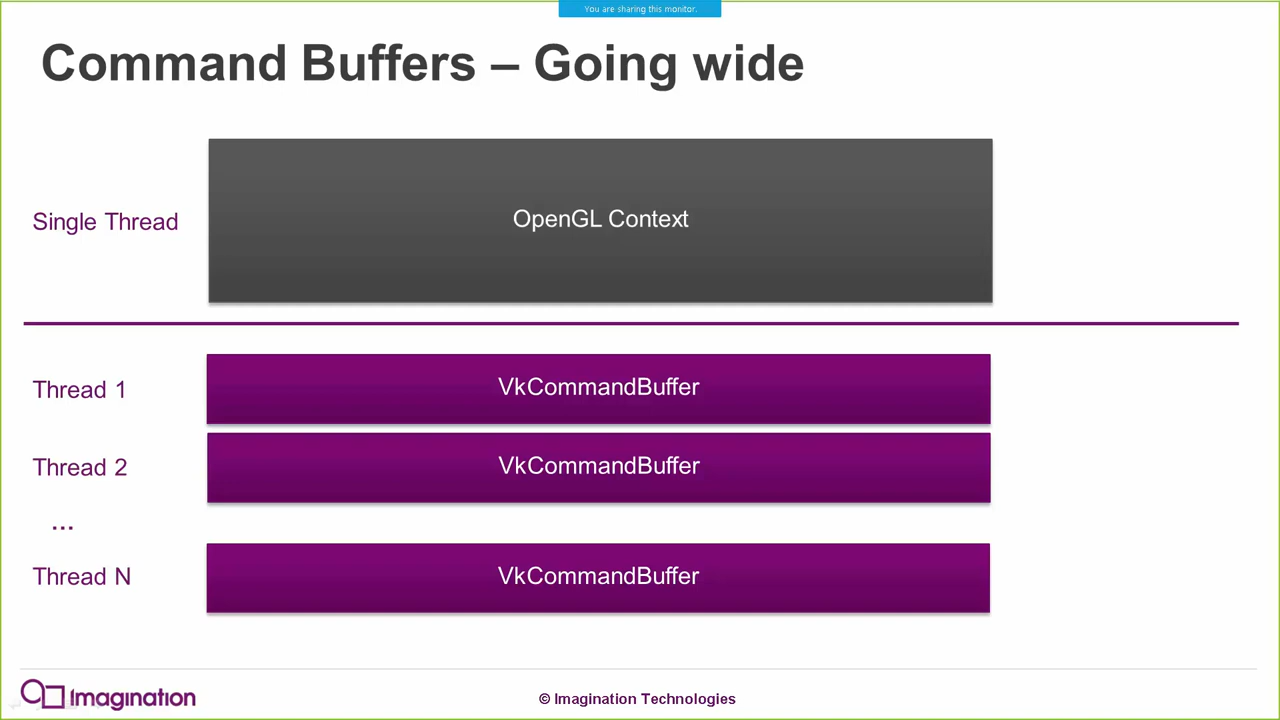 You are sharing this monitor.
Command Buffers – Going wide
Single Thread
OpenGL Context
Thread 1
VkCommandBuffer
Thread 2
VkCommandBuffer
...
Thread N
VkCommandBuffer
Imagination
© Imagination Technologies